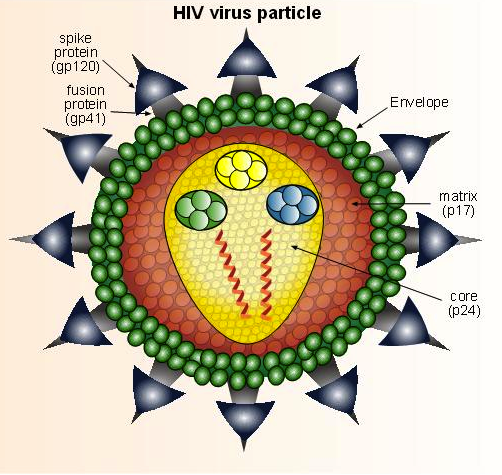 HIV virus particle
spike
protein
(gp120)
fusion
protein
(gp41)
Envelope
matrix
(p17)
core
(p24)